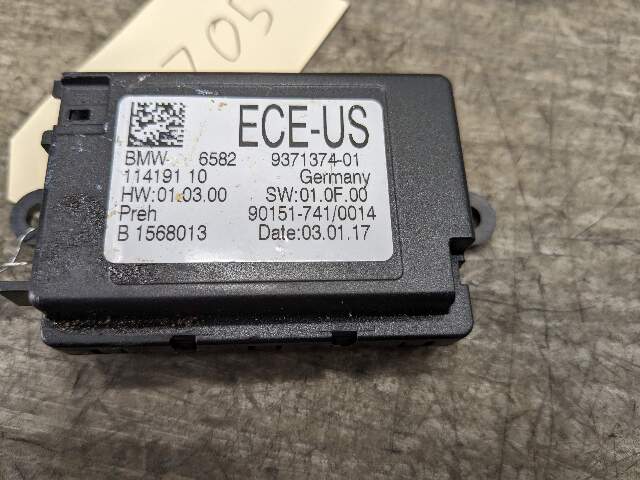 705
ECE-US
BMW 6582 9371374-01
114191 10 Germany
HW:01.03.00 SW:01.0F.00
Preh 90151-741/0014
B 1568013 Date:03.01.17